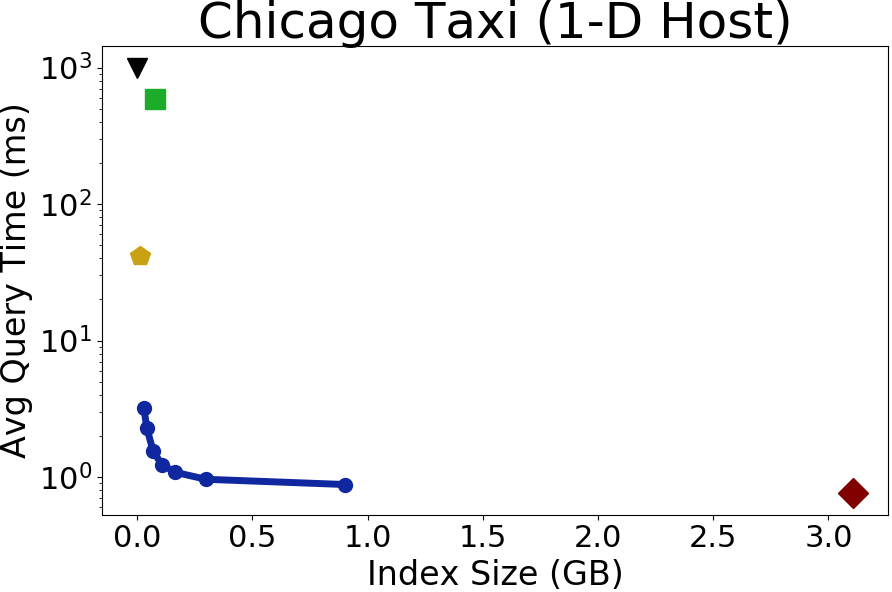 Chicago Taxi (1-D Host)
Avg Query Time (ms)
10³
10²
10¹
10⁰
0.0 0.5 1.0 1.5 2.0 2.5 3.0
Index Size (GB)